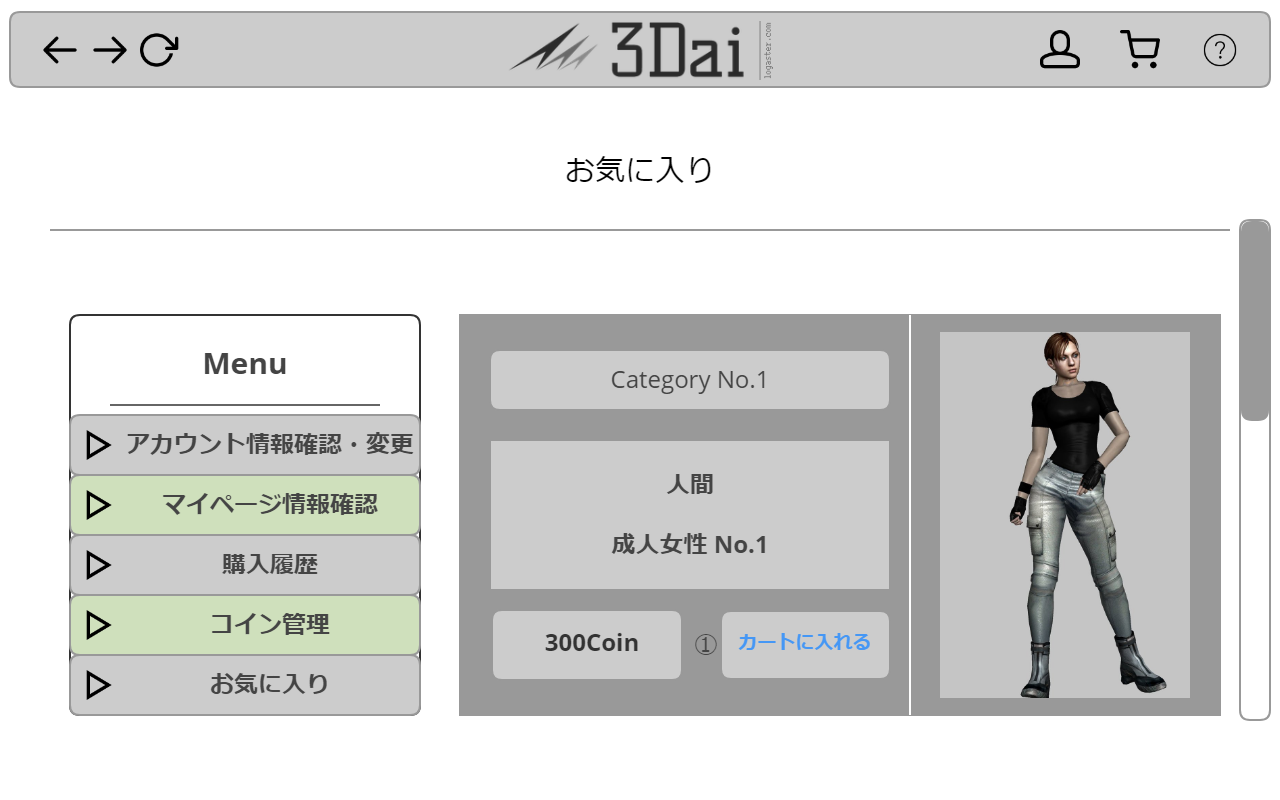 3Dai
logaster.com
?
お気に入り
Menu
アカウント情報確認・変更
マイページ情報確認
購入履歴
コイン管理
お気に入り
Category No.1
人間
成人女性 No.1
300Coin
① カートに入れる